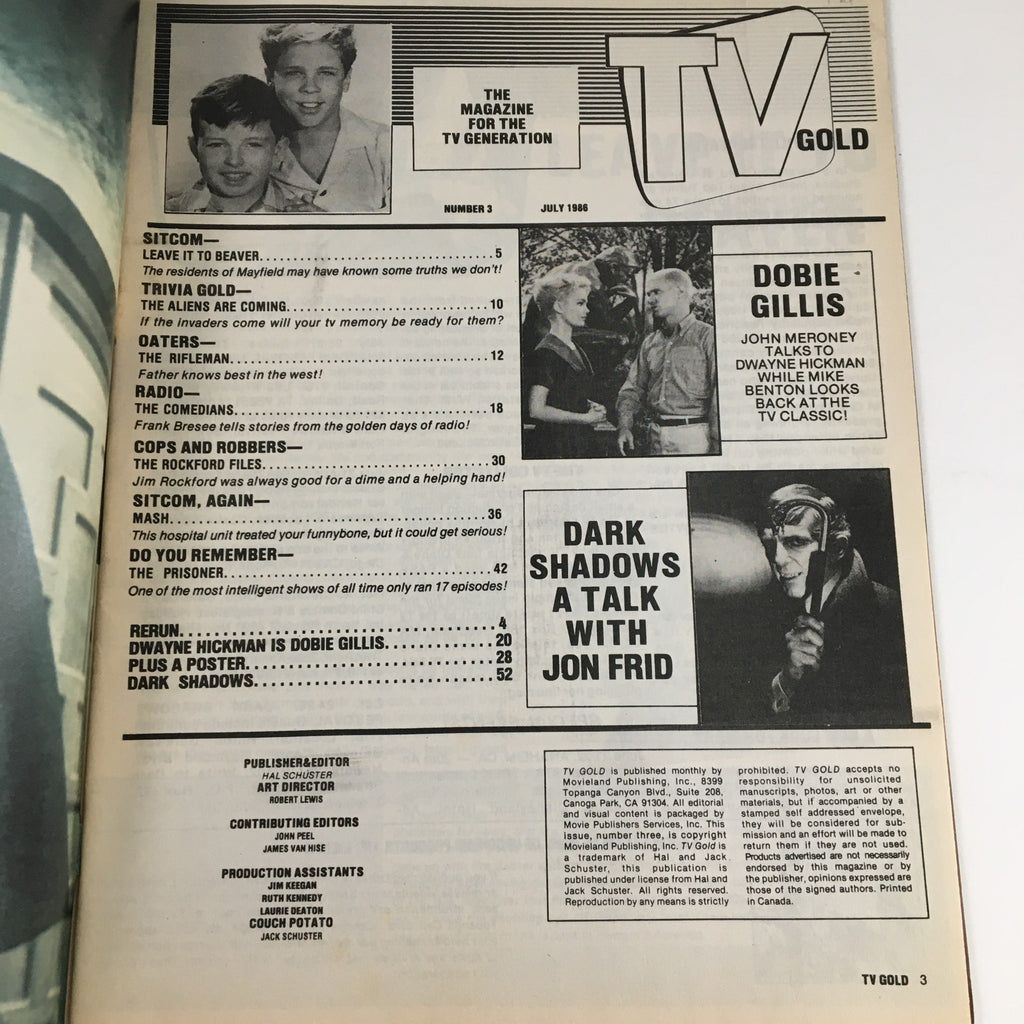 THE
MAGAZINE
FOR THE
TV GENERATION
TV GOLD
NUMBER 3 JULY 1986
SITCOM—
LEAVE IT TO BEAVER. . . . . . . . . . . . . . . . . . . . . . . . . . . . . . 5
The residents of Mayfield may have known some truths we don't!
TRIVIA GOLD—
THE ALIENS ARE COMING. . . . . . . . . . . . . . . . . . . . . . . . . 10
If the invaders come will your tv memory be ready for them?
OATERS—
THE RIFLEMAN. . . . . . . . . . . . . . . . . . . . . . . . . . . . . . . . 12
Father knows best in the west!
RADIO—
THE COMEDIANS. . . . . . . . . . . . . . . . . . . . . . . . . . . . . . . 18
Frank Bresee tells stories from the golden days of radio!
COPS AND ROBBERS—
THE ROCKFORD FILES. . . . . . . . . . . . . . . . . . . . . . . . . . . 30
Jim Rockford was always good for a dime and a helping hand!
SITCOM, AGAIN—
MASH. . . . . . . . . . . . . . . . . . . . . . . . . . . . . . . . . . . . . . . 36
This hospital unit treated your funnybone, but it could get serious!
DO YOU REMEMBER—
THE PRISONER. . . . . . . . . . . . . . . . . . . . . . . . . . . . . . . . 42
One of the most intelligent shows of all time only ran 17 episodes!
RERUN. . . . . . . . . . . . . . . . . . . . . . . . . . . . . . . . 4
DWAYNE HICKMAN IS DOBIE GILLIS. . . . . . . . . . . . 20
PLUS A POSTER. . . . . . . . . . . . . . . . . . . . . . . . . 28
DARK SHADOWS. . . . . . . . . . . . . . . . . . . . . . . . . 52
DOBIE
GILLIS
JOHN MERONEY
TALKS TO
DWAYNE HICKMAN
WHILE MIKE
BENTON LOOKS
BACK AT THE
TV CLASSIC!
DARK
SHADOWS
A TALK
WITH
JON FRID
PUBLISHER&EDITOR
HAL SCHUSTER
ART DIRECTOR
ROBERT LEWIS
CONTRIBUTING EDITORS
JOHN PEEL
JAMES VAN HISE
PRODUCTION ASSISTANTS
JIM KEEGAN
RUTH KENNEDY
LAURIE DEATON
COUCH POTATO
JACK SCHUSTER
TV GOLD is published monthly by
Movieland Publishing, Inc., 8399
Topanga Canyon Blvd., Suite 208,
Canoga Park, CA 91304. All editorial
and visual content is packaged by
Movie Publishers Services, Inc. This
issue, number three, is copyright
Movieland Publishing, Inc. TV Gold is
a trademark of Hal and Jack
Schuster, this publication is
published under license from Hal and
Jack Schuster. All rights reserved.
Reproduction by any means is strictly
prohibited. TV GOLD accepts no
responsibility for unsolicited
manuscripts, photos, art or other
materials, but if accompanied by a
stamped self addressed envelope,
they will be considered for sub-
mission and an effort will be made to
return them if they are not used.
Products advertised are not necessarily
endorsed by this magazine or by
the publisher, opinions expressed are
those of the signed authors. Printed
in Canada.
TV GOLD 3